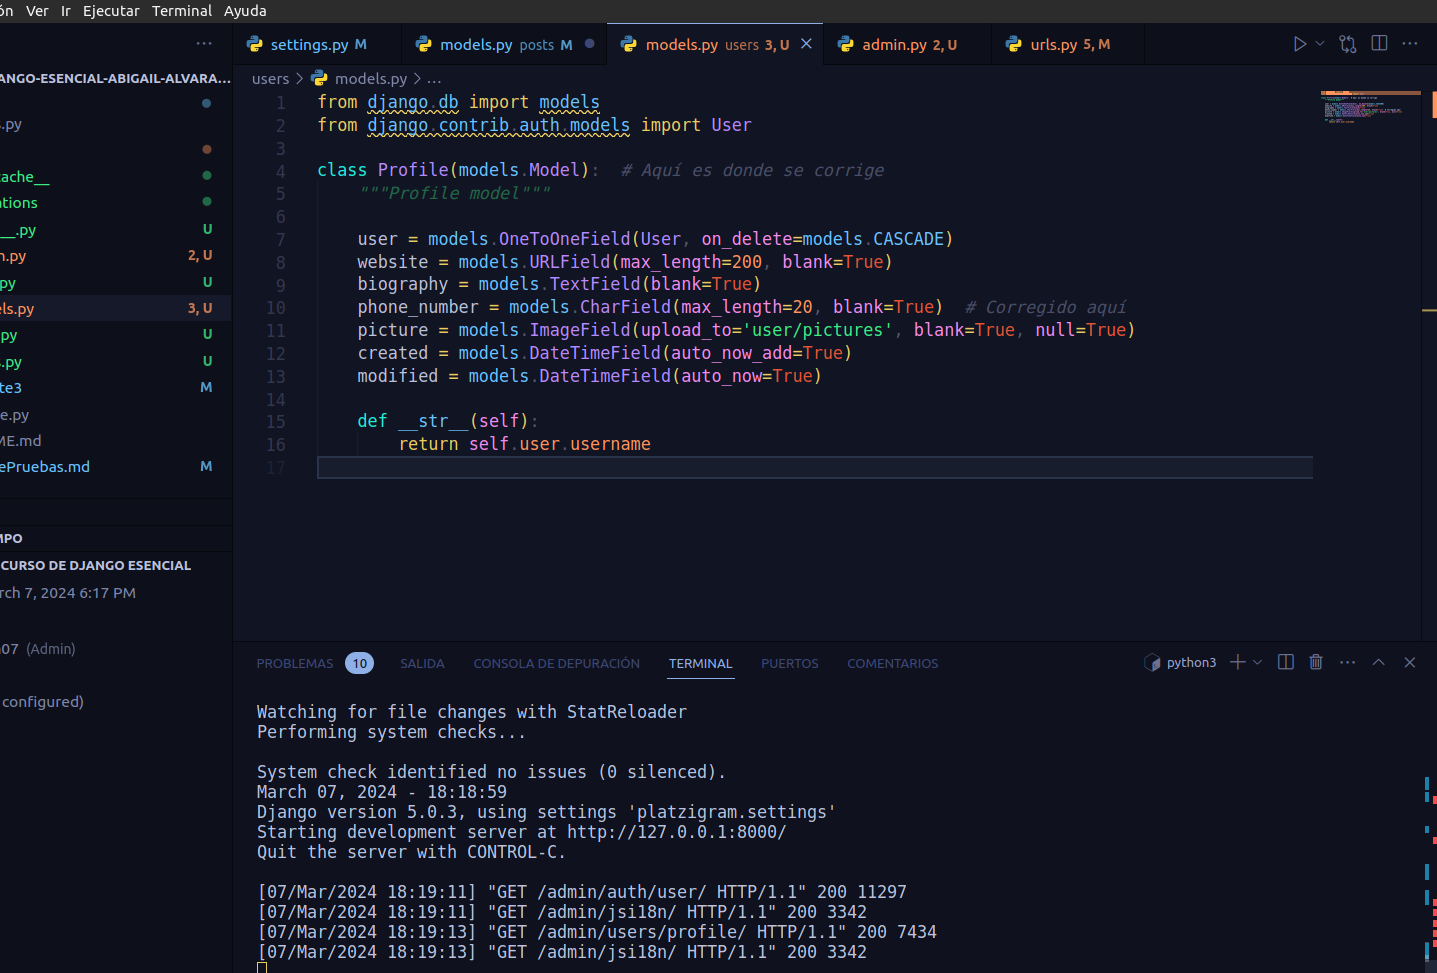 ón Ver Ir Ejecutar Terminal Ayuda
settings.py M
models.py posts M
models.py users 3, U
admin.py 2, U
urls.py 5, M
ANGO-ESENCIAL-ABIGAIL-ALVARA...
s.py
ache__
ations
__.py U
n.py 2, U
py U
els.py 3, U
py U
s.py U
te3 M
e.py
ME.md
ePruebas.md M
MPO
CURSO DE DJANGO ESENCIAL
rch 7, 2024 6:17 PM
07 (Admin)
configured)
users > models.py > ...
1 from django.db import models
2 from django.contrib.auth.models import User
3
4 class Profile(models.Model): # Aquí es donde se corrige
5 """Profile model"""
6
7 user = models.OneToOneField(User, on_delete=models.CASCADE)
8 website = models.URLField(max_length=200, blank=True)
9 biography = models.TextField(blank=True)
10 phone_number = models.CharField(max_length=20, blank=True) # Corregido aquí
11 picture = models.ImageField(upload_to='user/pictures', blank=True, null=True)
12 created = models.DateTimeField(auto_now_add=True)
13 modified = models.DateTimeField(auto_now=True)
14
15 def __str__(self):
16 return self.user.username
17
PROBLEMAS 10 SALIDA CONSOLA DE DEPURACIÓN TERMINAL PUERTOS COMENTARIOS
python3
Watching for file changes with StatReloader
Performing system checks...
System check identified no issues (0 silenced).
March 07, 2024 - 18:18:59
Django version 5.0.3, using settings 'platzigram.settings'
Starting development server at http://127.0.0.1:8000/
Quit the server with CONTROL-C.
[07/Mar/2024 18:19:11] "GET /admin/auth/user/ HTTP/1.1" 200 11297
[07/Mar/2024 18:19:11] "GET /admin/jsi18n/ HTTP/1.1" 200 3342
[07/Mar/2024 18:19:13] "GET /admin/users/profile/ HTTP/1.1" 200 7434
[07/Mar/2024 18:19:13] "GET /admin/jsi18n/ HTTP/1.1" 200 3342